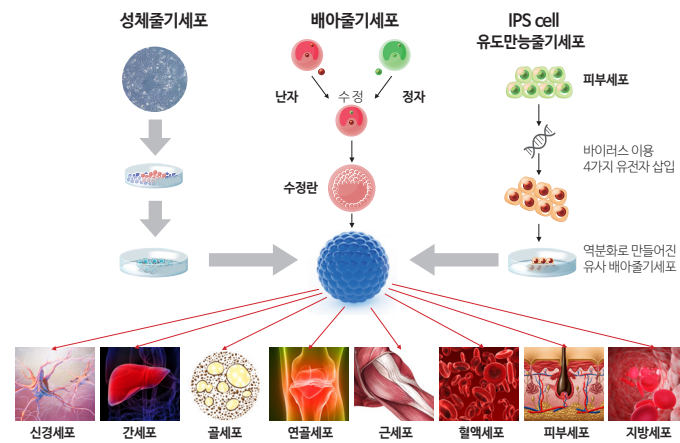 성체줄기세포
배아줄기세포
IPS cell
유도만능줄기세포
난자
수정
정자
수정란
피부세포
바이러스 이용
4가지 유전자 삽입
역분화로 만들어진
유사 배아줄기세포
신경세포
간세포
골세포
연골세포
근세포
혈액세포
피부세포
지방세포